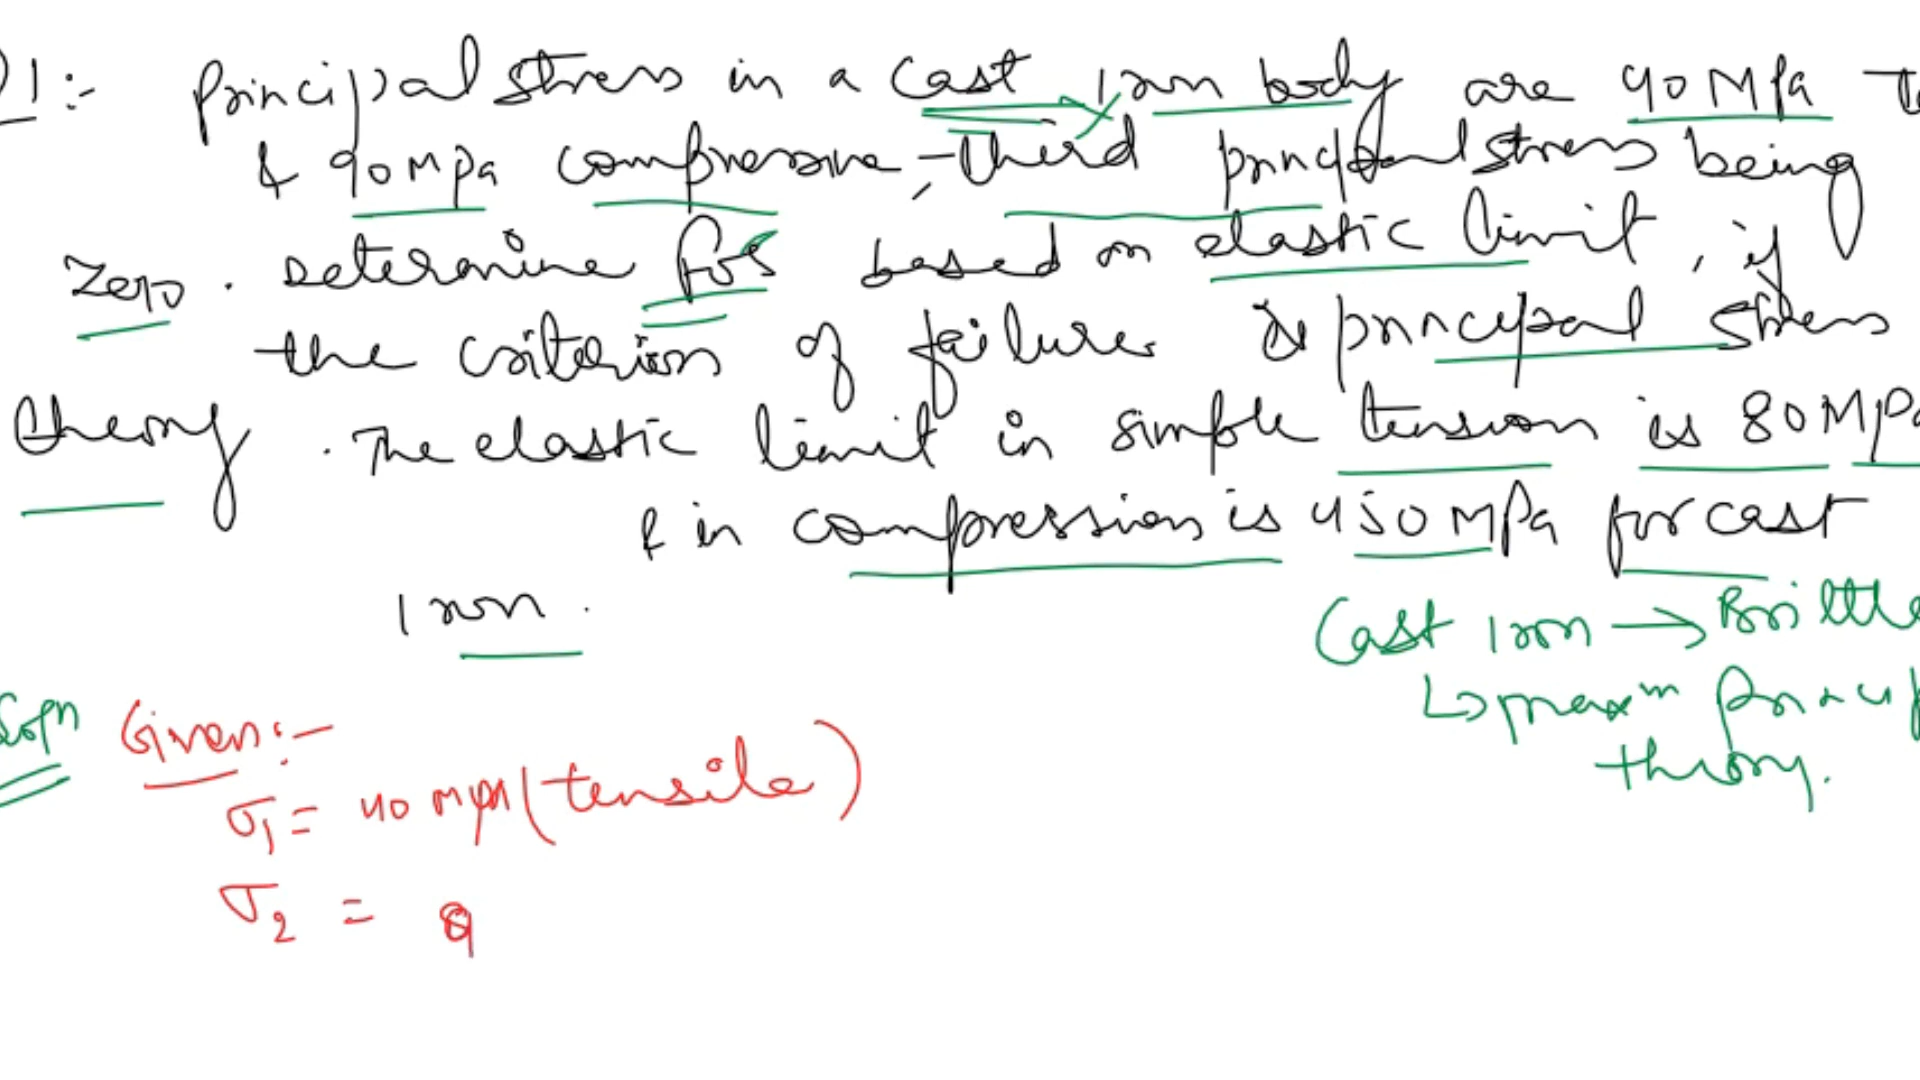 1:- Principal stress in a cast iron body are 40 MPa
& 90 MPa compressive, third principal stress being
zero. Determine fos based on elastic limit, if
the criterion of failure is principal stress
theory. The elastic limit in simple tension is 80 MPa
& in compression is 450 MPa for cast
Iron.
Cast Iron → Brittle
↳ maxm
theory.
Soln Given:-
σ1 = 40 MPa (tensile)
σ2 = 9